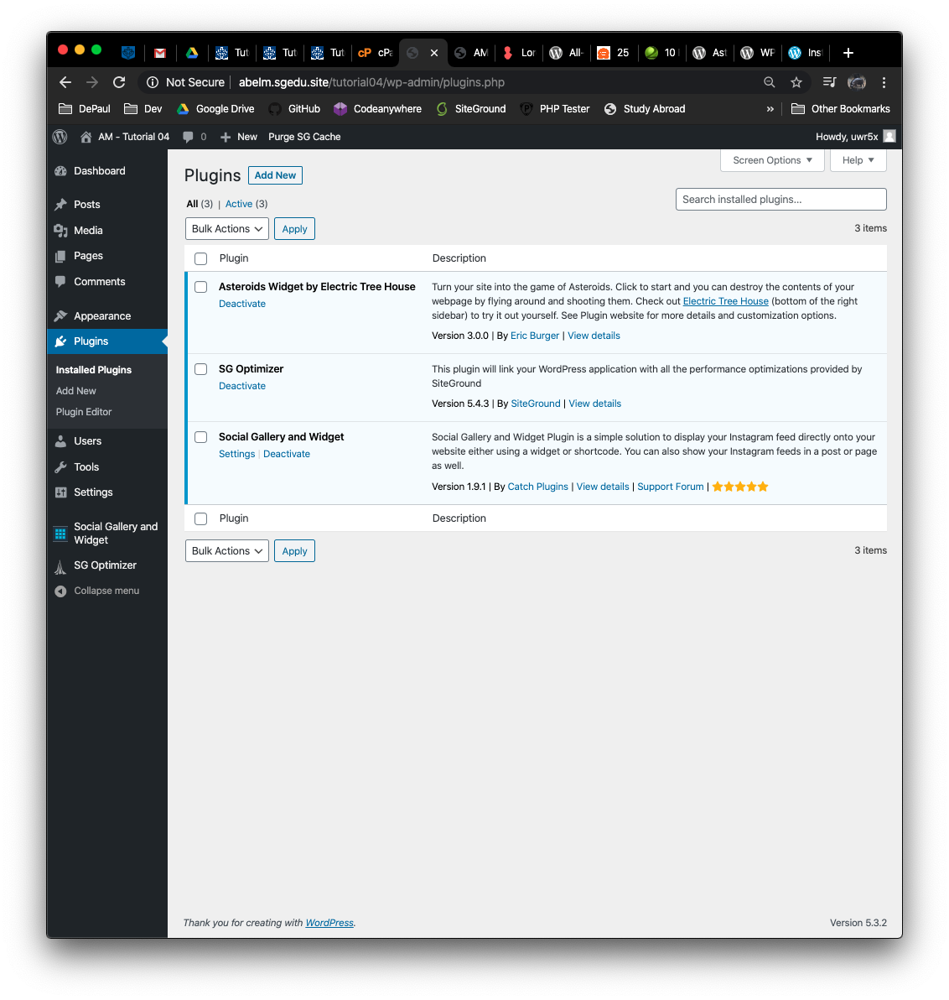 Tut
Tut
Tut
cPa
AM
Lor
All-
25
10
Ast
WP
Inst
Not Secure
abelm.sgedu.site/tutorial04/wp-admin/plugins.php
DePaul
Dev
Google Drive
GitHub
Codeanywhere
SiteGround
PHP Tester
Study Abroad
»
Other Bookmarks
AM - Tutorial 04
0
New
Purge SG Cache
Howdy, uwr5x
Dashboard
Posts
Media
Pages
Comments
Appearance
Plugins
Installed Plugins
Add New
Plugin Editor
Users
Tools
Settings
Social Gallery and
Widget
SG Optimizer
Collapse menu
Screen Options
Help
Plugins
Add New
All (3) | Active (3)
Search installed plugins...
Bulk Actions
Apply
3 items
Plugin
Description
Asteroids Widget by Electric Tree House
Deactivate
Turn your site into the game of Asteroids. Click to start and you can destroy the contents of your
webpage by flying around and shooting them. Check out Electric Tree House (bottom of the right
sidebar) to try it out yourself. See Plugin website for more details and customization options.
Version 3.0.0 | By Eric Burger | View details
SG Optimizer
Deactivate
This plugin will link your WordPress application with all the performance optimizations provided by
SiteGround
Version 5.4.3 | By SiteGround | View details
Social Gallery and Widget
Settings | Deactivate
Social Gallery and Widget Plugin is a simple solution to display your Instagram feed directly onto your
website either using a widget or shortcode. You can also show your Instagram feeds in a post or page
as well.
Version 1.9.1 | By Catch Plugins | View details | Support Forum |
Plugin
Description
Bulk Actions
Apply
3 items
Thank you for creating with WordPress.
Version 5.3.2